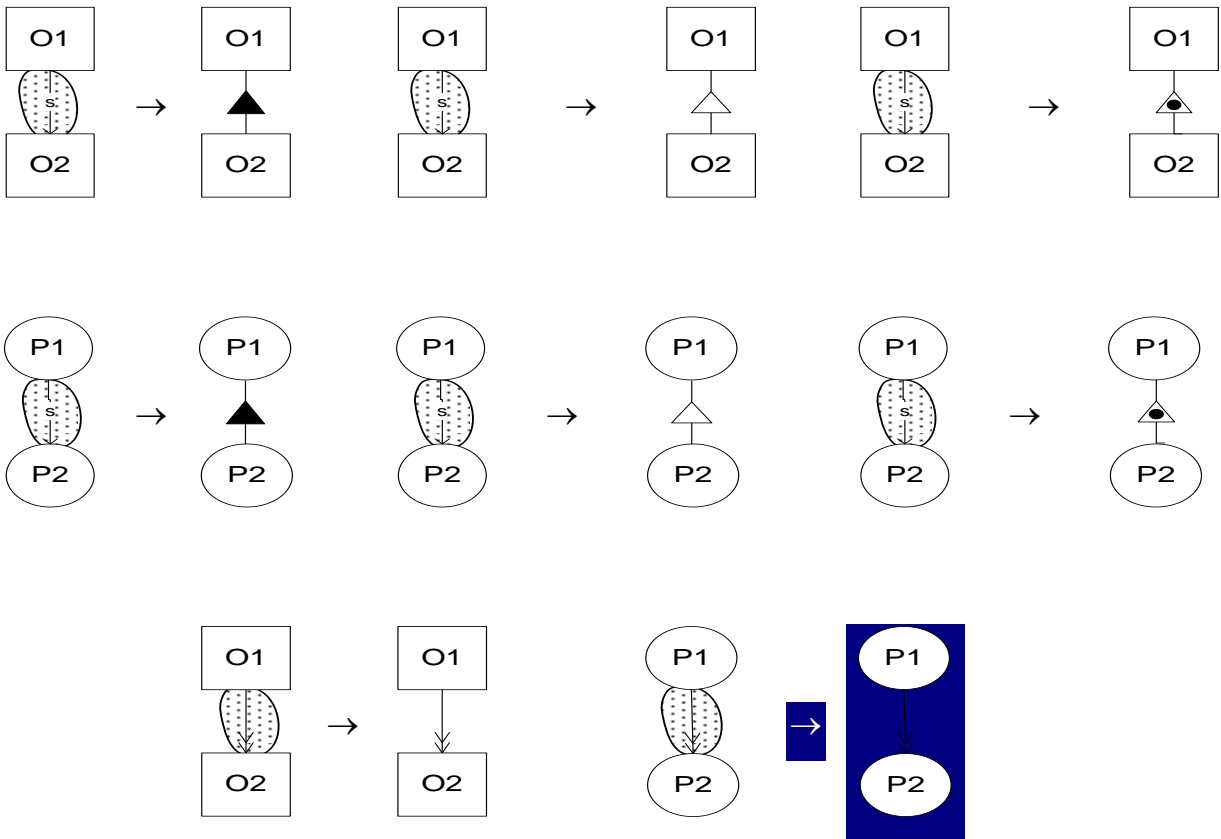 O1 O1 O1 O1 O1 O1
s → s → s →
O2 O2 O2 O2 O2 O2
P1 P1 P1 P1 P1 P1
s → s → s →
P2 P2 P2 P2 P2 P2
O1 O1 P1 P1
→ →
O2 O2 P2 P2